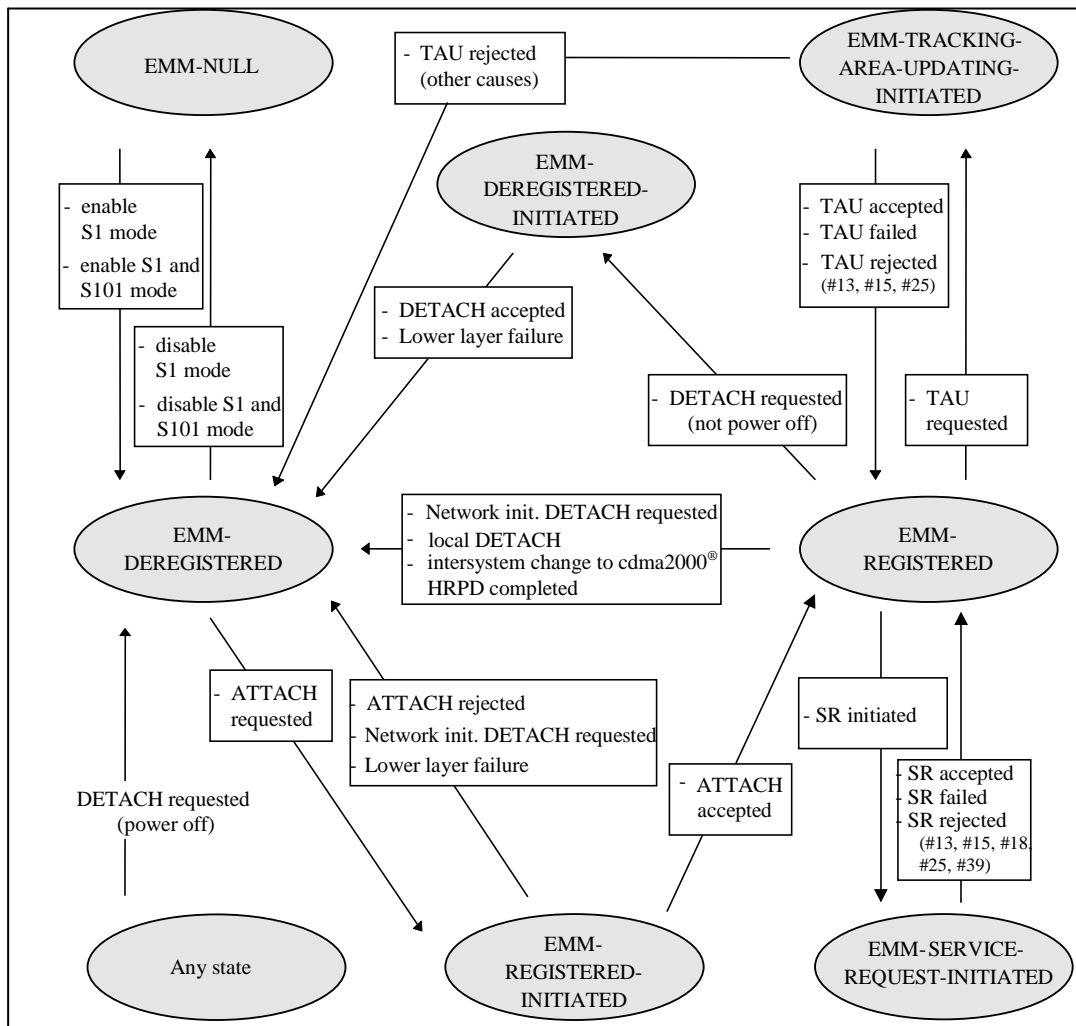 EMM-NULL
- TAU rejected
(other causes)
EMM-TRACKING-
AREA-UPDATING-
INITIATED
EMM-
DEREGISTERED-
INITIATED
- enable
S1 mode
- enable S1 and
S101 mode
- TAU accepted
- TAU failed
- TAU rejected
(#13, #15, #25)
- DETACH accepted
- Lower layer failure
- disable
S1 mode
- disable S1 and
S101 mode
- DETACH requested
(not power off)
- TAU
requested
EMM-
DEREGISTERED
- Network init. DETACH requested
- local DETACH
- intersystem change to cdma2000®
HRPD completed
EMM-
REGISTERED
- ATTACH
requested
- ATTACH rejected
- Network init. DETACH requested
- Lower layer failure
- SR initiated
DETACH requested
(power off)
- ATTACH
accepted
- SR accepted
- SR failed
- SR rejected
(#13, #15, #18,
#25, #39)
Any state
EMM-
REGISTERED-
INITIATED
EMM-SERVICE-
REQUEST-INITIATED